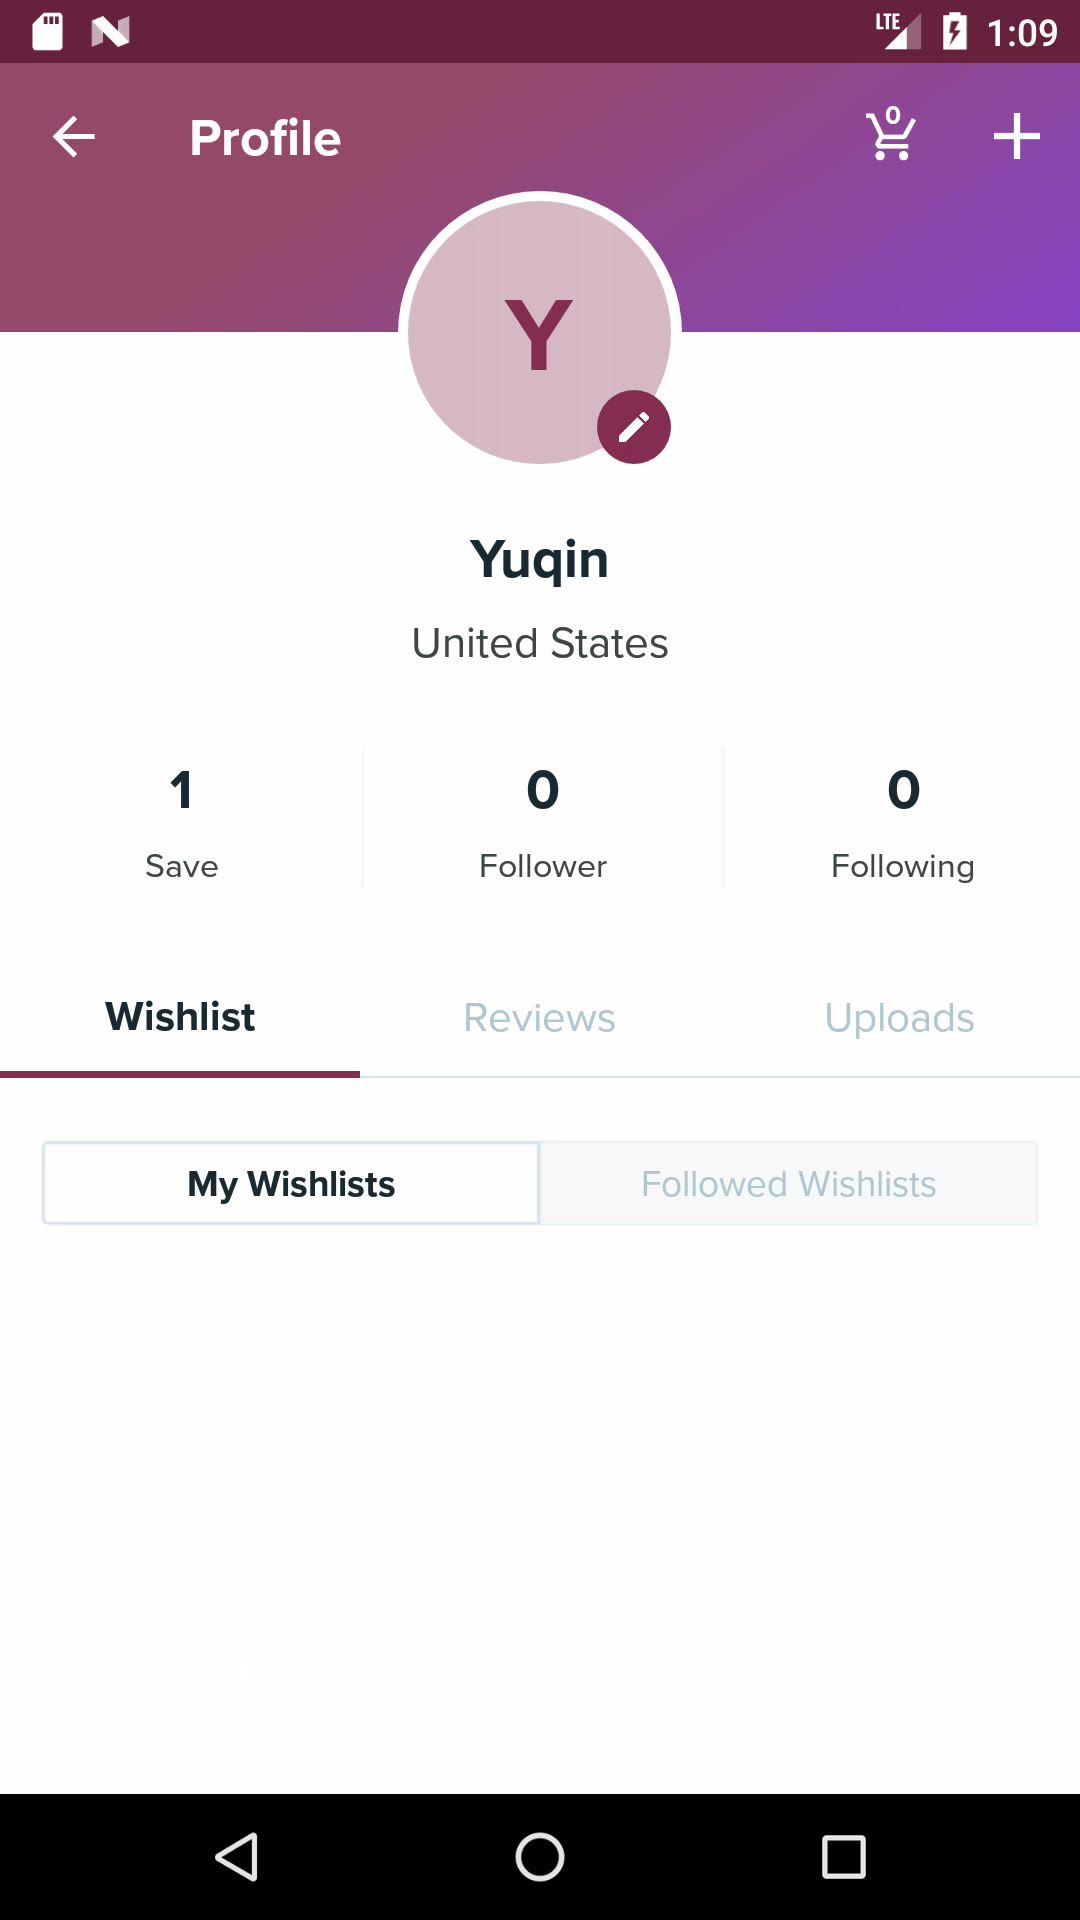 LTE 1:09
Profile
0
Y
Yuqin
United States
1 0 0
Save Follower Following
Wishlist Reviews Uploads
My Wishlists Followed Wishlists